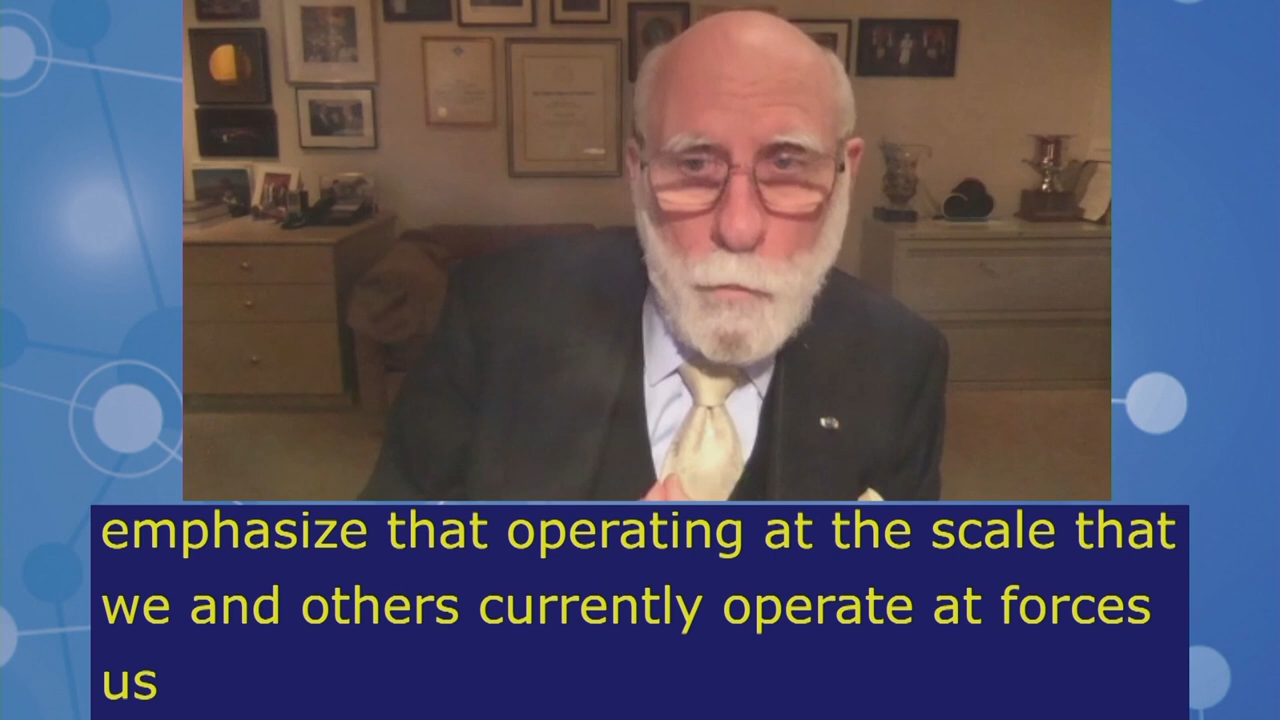 emphasize that operating at the scale that
we and others currently operate at forces
us